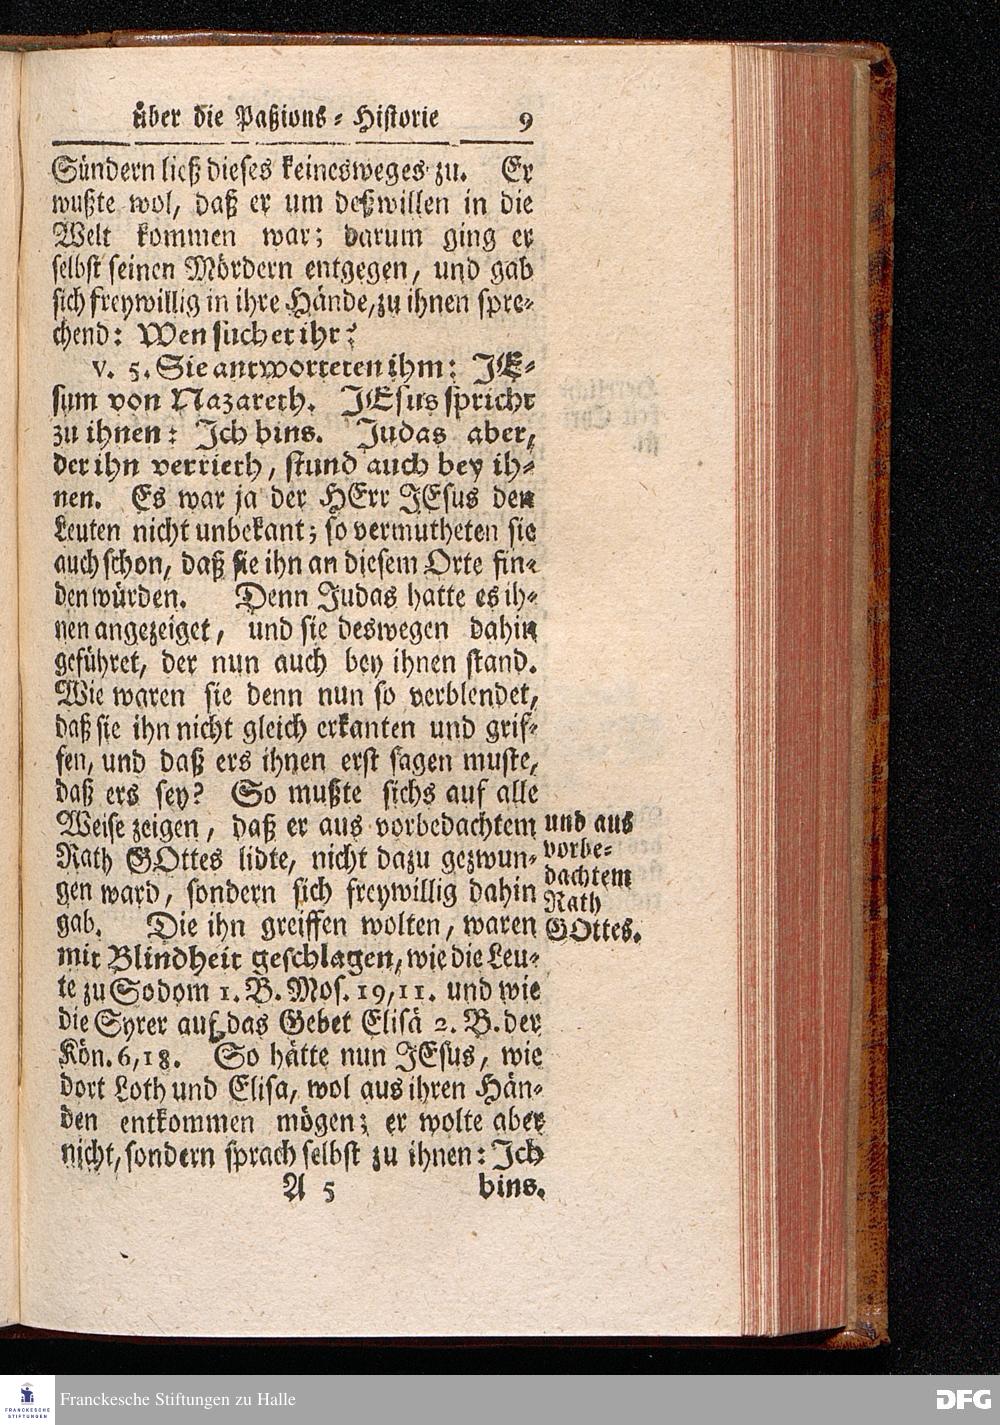 über die Paßions-Historie 9
Sündern ließ dieses keinesweges zu. Er
wußte wol, daß er um deßwillen in die
Welt kommen war; darum ging er
selbst seinen Mördern entgegen, und gab
sich freywillig in ihre Hände, zu ihnen spre-
chend: Wen suchet ihr?
v. 5. Sie antworteten ihm: JE-
sum von Nazareth. JEsus spricht
zu ihnen: Ich bins. Judas aber,
der ihn verrieth, stund auch bey ih-
nen. Es war ja der HErr JEsus den
Leuten nicht unbekant; so vermutheten sie
auch schon, daß sie ihn an diesem Orte fin-
den würden. Denn Judas hatte es ih-
nen angezeiget, und sie deswegen dahin
geführet, der nun auch bey ihnen stand.
Wie waren sie denn nun so verblendet,
daß sie ihn nicht gleich erkanten und grif-
fen, und daß ers ihnen erst sagen muste,
daß ers sey? So mußte sichs auf alle
Weise zeigen, daß er aus vorbedachtem
Rath GOttes lidte, nicht dazu gezwun-
gen ward, sondern sich freywillig dahin
gab. Die ihn greiffen wolten, waren
mit Blindheit geschlagen, wie die Leu-
te zu Sodom 1. B. Mos. 19, 11. und wie
die Syrer auf das Gebet Elisä 2. B. der
Kön. 6, 18. So hätte nun JEsus, wie
dort Loth und Elisa, wol aus ihren Hän-
den entkommen mögen; er wolte aber
nicht, sondern sprach selbst zu ihnen: Ich
A 5 bins.
und aus
vorbe-
dachtem
Rath
GOttes.
FRANCKESCHE
STIFTUNGEN
Franckesche Stiftungen zu Halle
DFG